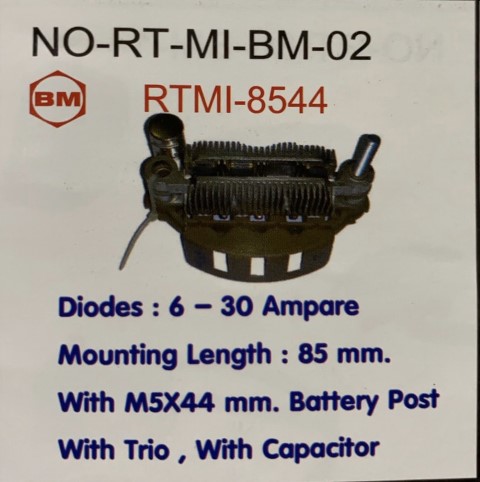 NO-RT-MI-BM-02
BM
RTMI-8544
Diodes : 6 – 30 Ampare
Mounting Length : 85 mm.
With M5X44 mm. Battery Post
With Trio , With Capacitor